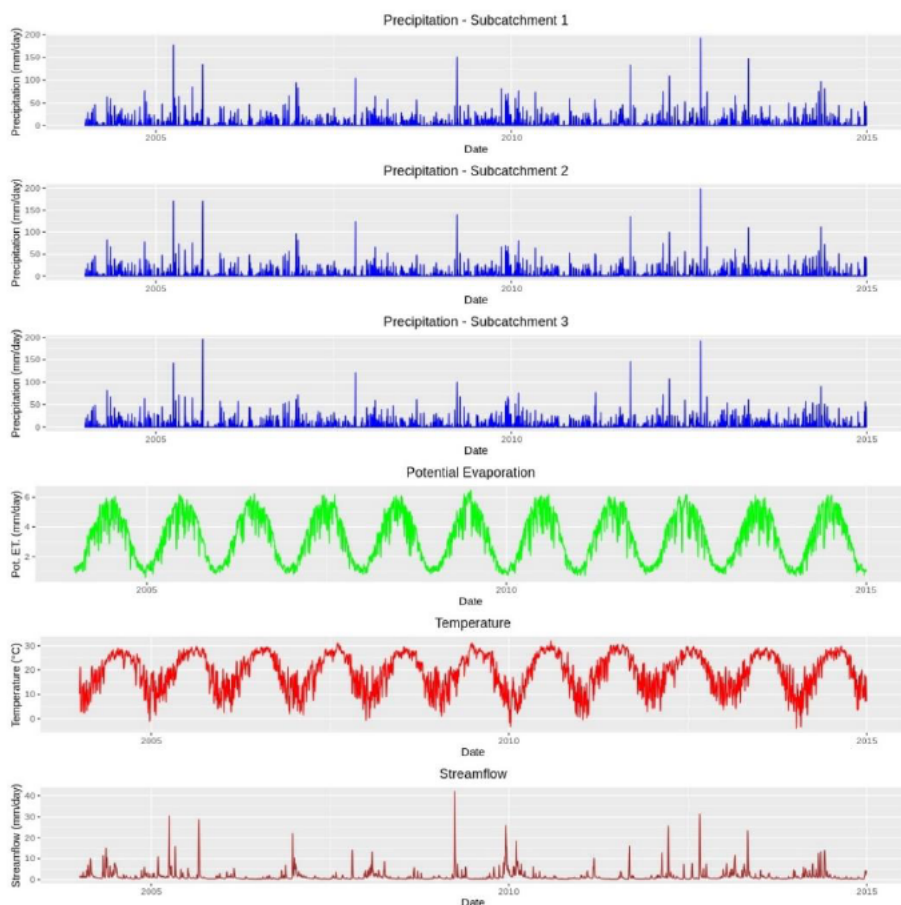 Precipitation - Subcatchment 1
Precipitation (mm/day)
200
150
100
50
0
2005 2010 2015
Date
Precipitation - Subcatchment 2
Precipitation (mm/day)
200
150
100
50
0
2005 2010 2015
Date
Precipitation - Subcatchment 3
Precipitation (mm/day)
200
150
100
50
0
2005 2010 2015
Date
Potential Evaporation
Pot. ET. (mm/day)
6
4
2
2005 2010 2015
Date
Temperature
Temperature (°C)
30
20
10
0
2005 2010 2015
Date
Streamflow
Streamflow (mm/day)
40
30
20
10
0
2005 2010 2015
Date